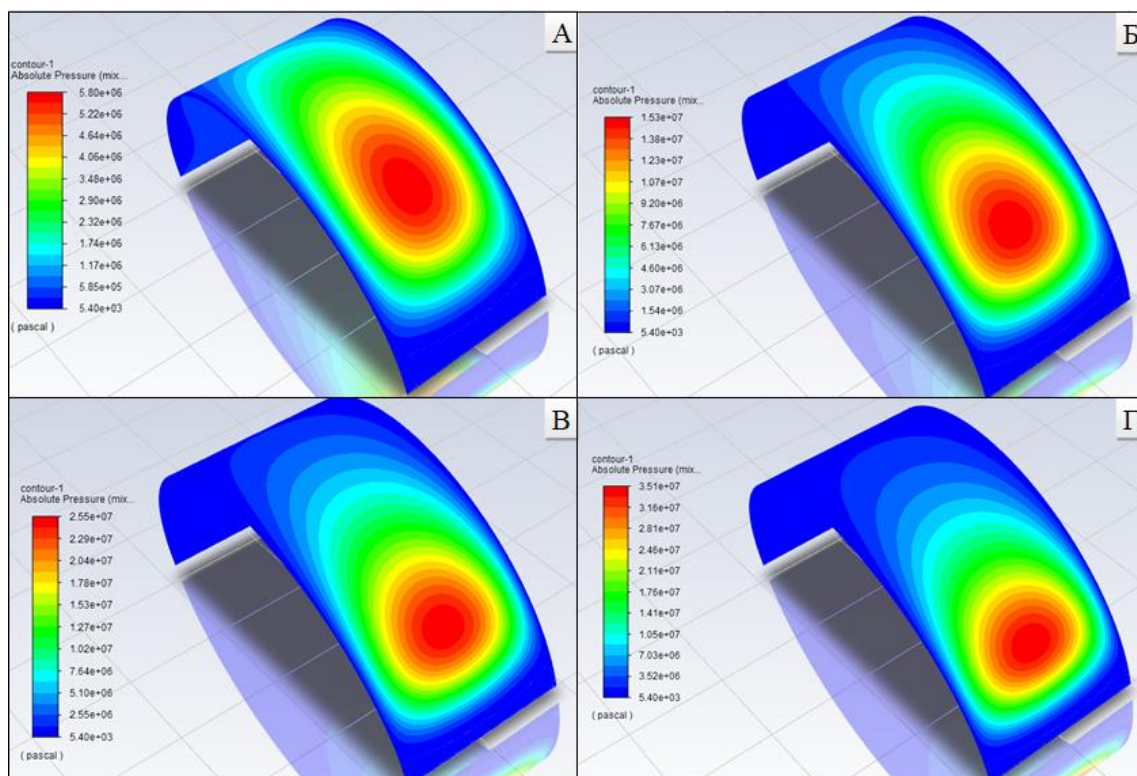 А
contour-1
Absolute Pressure (mix...
5.80e+06
5.22e+06
4.64e+06
4.06e+06
3.48e+06
2.90e+06
2.32e+06
1.74e+06
1.17e+06
5.85e+05
5.40e+03
( pascal )
Б
contour-1
Absolute Pressure (mix...
1.53e+07
1.38e+07
1.23e+07
1.07e+07
9.20e+06
7.67e+06
6.13e+06
4.60e+06
3.07e+06
1.54e+06
5.40e+03
( pascal )
В
contour-1
Absolute Pressure (mix...
2.55e+07
2.29e+07
2.04e+07
1.78e+07
1.53e+07
1.27e+07
1.02e+07
7.64e+06
5.10e+06
2.55e+06
5.40e+03
( pascal )
Г
contour-1
Absolute Pressure (mix...
3.51e+07
3.16e+07
2.81e+07
2.46e+07
2.11e+07
1.76e+07
1.41e+07
1.05e+07
7.03e+06
3.52e+06
5.40e+03
( pascal )